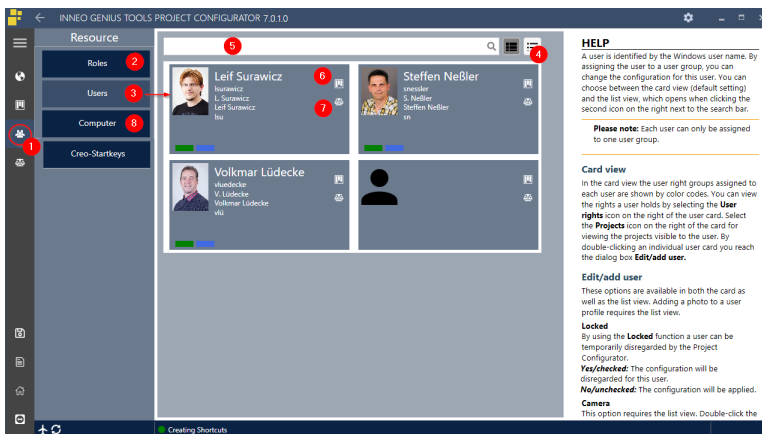 INNEO GENIUS TOOLS PROJECT CONFIGURATOR 7.0.1.0
Resource
Roles
2
Users
3
Computer
8
Creo-Startkeys
1
5
4
Leif Surawicz
6
lsurawicz
L. Surawicz
Leif Surawicz
7
lsu
Steffen Neßler
snessler
S. Neßler
Steffen Neßler
sn
Volkmar Lüdecke
vluedecke
V. Lüdecke
Volkmar Lüdecke
vlü
Creating Shortcuts
HELP
A user is identified by the Windows user name. By
assigning the user to a user group, you can
change the configuration for this user. You can
choose between the card view (default setting)
and the list view, which opens when clicking the
second icon on the right next to the search bar.
Please note: Each user can only be assigned
to one user group.
Card view
In the card view the user right groups assigned to
each user are shown by color codes. You can view
the rights a user holds by selecting the User
rights icon on the right of the user card. Select
the Projects icon on the right of the card for
viewing the projects visible to the user. By
double-clicking an individual user card you reach
the dialog box Edit/add user.
Edit/add user
These options are available in both the card as
well as the list view. Adding a photo to a user
profile requires the list view.
Locked
By using the Locked function a user can be
temporarily disregarded by the Project
Configurator.
Yes/checked: The configuration will be
disregarded for this user.
No/unchecked: The configuration will be applied.
Camera
This option requires the list view. Double-click the